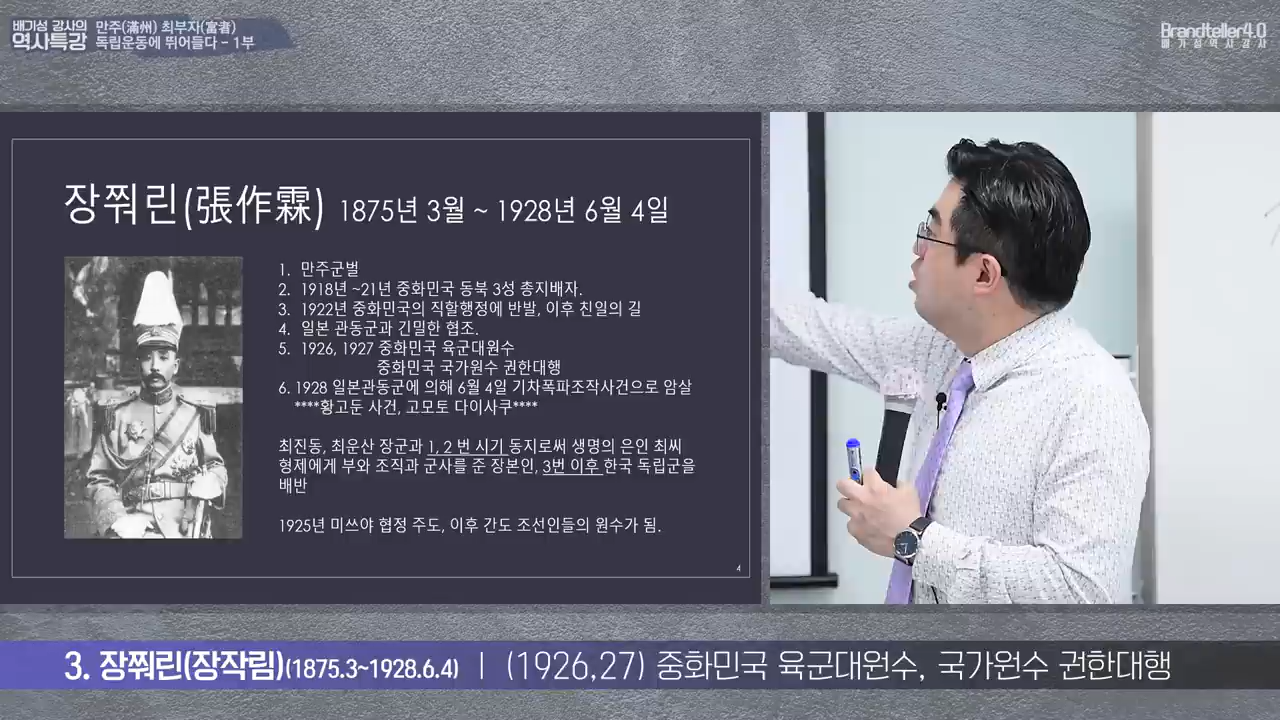 배기성 강사의
역사특강
만주(滿州) 최부자(富者)
독립운동에 뛰어들다 - 1부
Brandteller4.0
배기성역사강사
장쭤린(張作霖) 1875년 3월 ~ 1928년 6월 4일
1. 만주군벌
2. 1918년 ~21년 중화민국 동북 3성 총지배자.
3. 1922년 중화민국의 직할행정에 반발, 이후 친일의 길
4. 일본 관동군과 긴밀한 협조.
5. 1926, 1927 중화민국 육군대원수
중화민국 국가원수 권한대행
6. 1928 일본관동군에 의해 6월 4일 기차폭파조작사건으로 암살
****황고둔 사건, 고모토 다이사쿠****
최진동, 최운산 장군과 1, 2 번 시기 동지로써 생명의 은인 최씨
형제에게 부와 조직과 군사를 준 장본인, 3번 이후 한국 독립군을
배반
1925년 미쓰야 협정 주도, 이후 간도 조선인들의 원수가 됨.
4
3. 장쭤린(장작림)(1875.3~1928.6.4) | (1926,27) 중화민국 육군대원수, 국가원수 권한대행